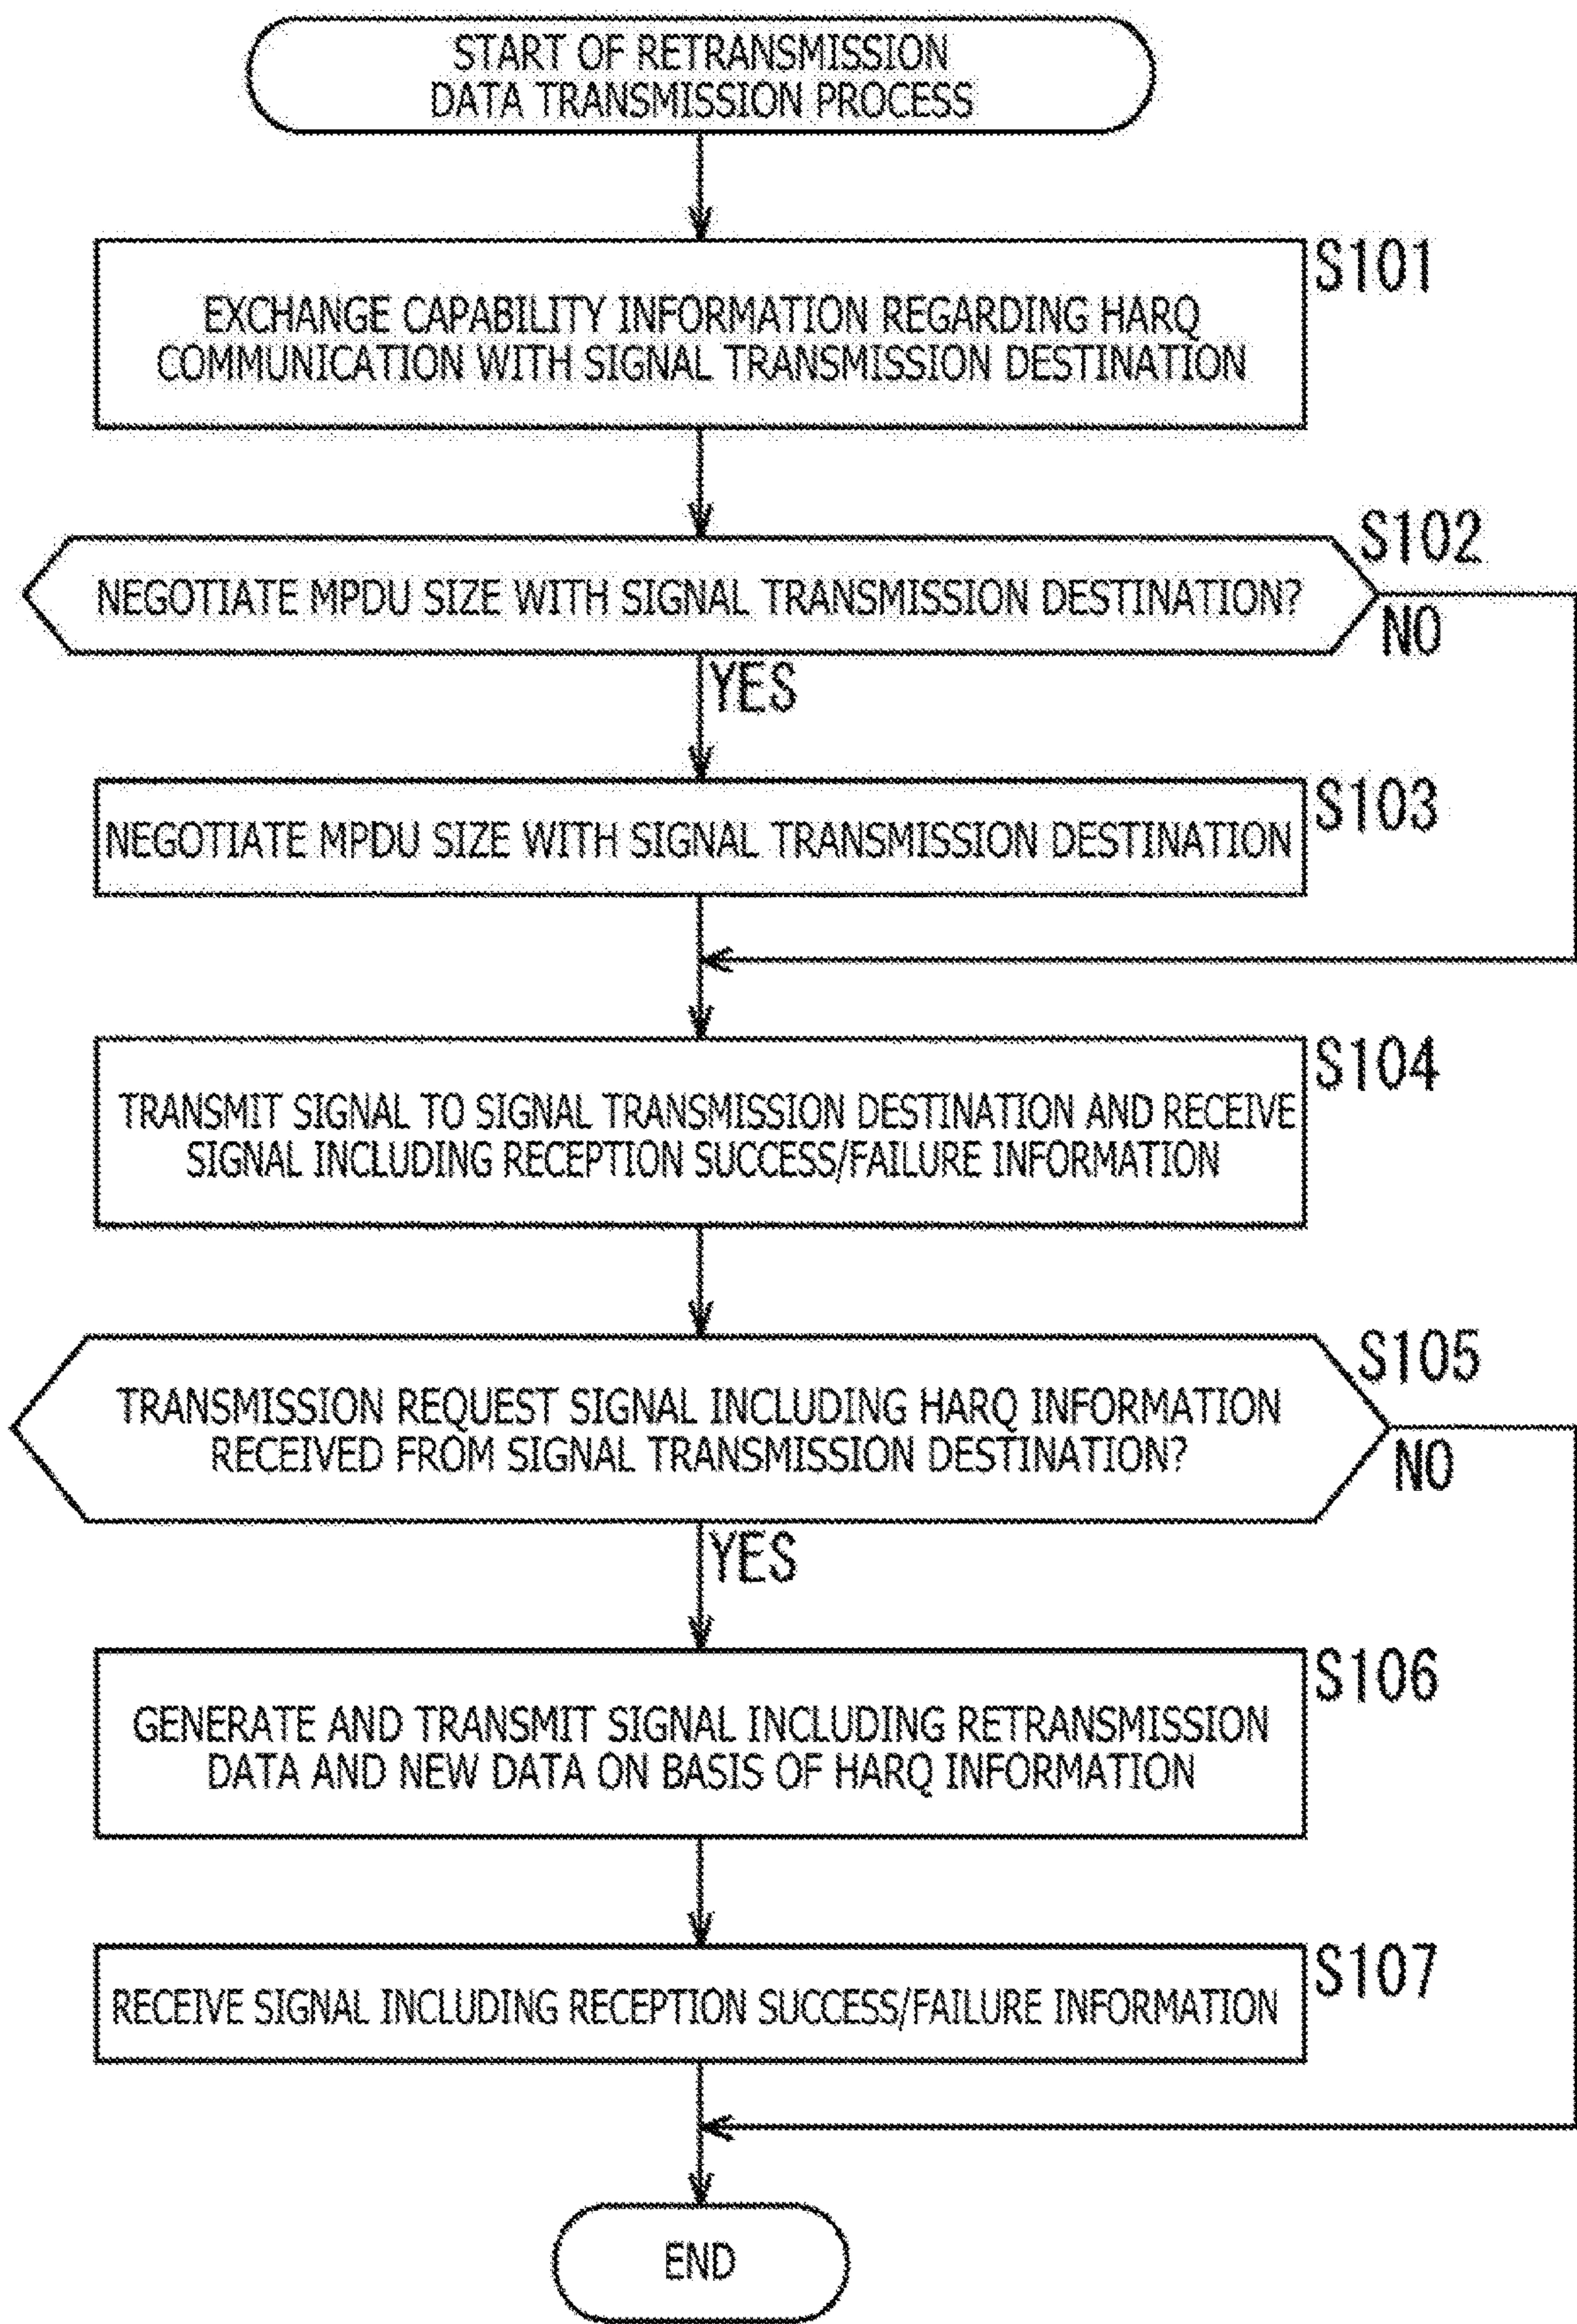 START OF RETRANSMISSION
DATA TRANSMISSION PROCESS
S101
EXCHANGE CAPABILITY INFORMATION REGARDING HARQ
COMMUNICATION WITH SIGNAL TRANSMISSION DESTINATION
S102
NEGOTIATE MPDU SIZE WITH SIGNAL TRANSMISSION DESTINATION?
NO
YES
S103
NEGOTIATE MPDU SIZE WITH SIGNAL TRANSMISSION DESTINATION
S104
TRANSMIT SIGNAL TO SIGNAL TRANSMISSION DESTINATION AND RECEIVE
SIGNAL INCLUDING RECEPTION SUCCESS/FAILURE INFORMATION
S105
TRANSMISSION REQUEST SIGNAL INCLUDING HARQ INFORMATION
RECEIVED FROM SIGNAL TRANSMISSION DESTINATION?
NO
YES
S106
GENERATE AND TRANSMIT SIGNAL INCLUDING RETRANSMISSION
DATA AND NEW DATA ON BASIS OF HARQ INFORMATION
S107
RECEIVE SIGNAL INCLUDING RECEPTION SUCCESS/FAILURE INFORMATION
END